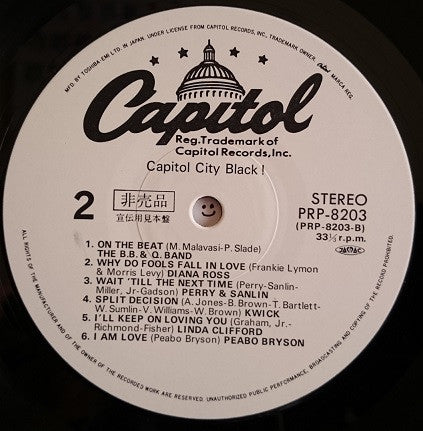 MFD. BY TOSHIBA-EMI LTD. IN JAPAN. UNDER LICENSE FROM CAPITOL RECORDS, INC., TRADEMARK OWNER. Capitol MARCA REG.
Capitol
Reg. Trademark of
Capitol Records, Inc.
Capitol City Black!
2
非売品
宣伝用見本盤
STEREO
PRP-8203
(PRP-8203-B)
33⅓ r.p.m.
1. ON THE BEAT (M. Malavasi-P. Slade)
THE B.B.& Q. BAND
2. WHY DO FOOLS FALL IN LOVE (Frankie Lymon
& Morris Levy) DIANA ROSS
3. WAIT 'TILL THE NEXT TIME (Perry-Sanlin-
Miller, Jr-Gadson) PERRY & SANLIN
4. SPLIT DECISION (A. Jones-B. Brown-T. Bartlett-
W. Sumlin-V. Williams-W. Brown) KWICK
5. I'LL KEEP ON LOVING YOU (Graham, Jr.-
Richmond-Fisher) LINDA CLIFFORD
6. I AM LOVE (Peabo Bryson) PEABO BRYSON
ALL RIGHTS OF THE MANUFACTURER AND OF THE OWNER OF THE RECORDED WORK ARE RESERVED. UNAUTHORIZED PUBLIC PERFORMANCE, BROADCASTING AND COPYING OF THIS RECORD PROHIBITED.